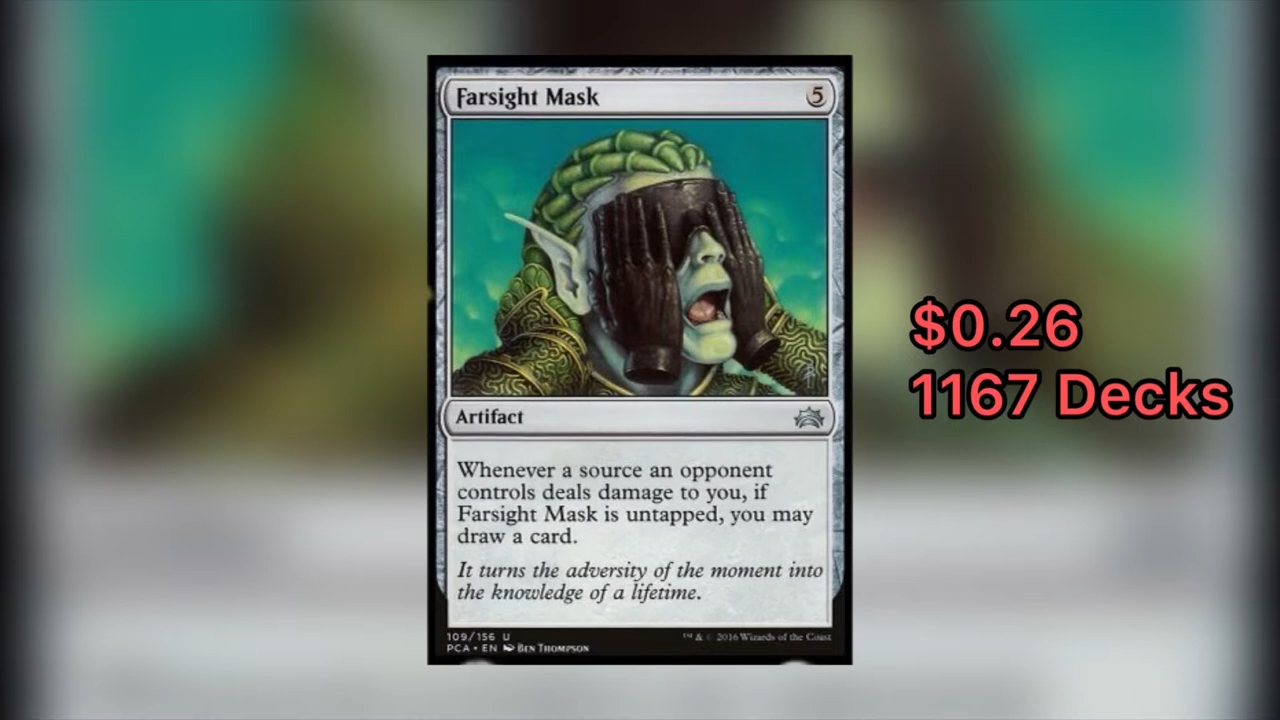 Farsight Mask 5
Artifact
Whenever a source an opponent
controls deals damage to you, if
Farsight Mask is untapped, you may
draw a card.
It turns the adversity of the moment into
the knowledge of a lifetime.
109/156 U
PCA • EN BEN THOMPSON
™ & © 2016 Wizards of the Coast
$0.26
1167 Decks